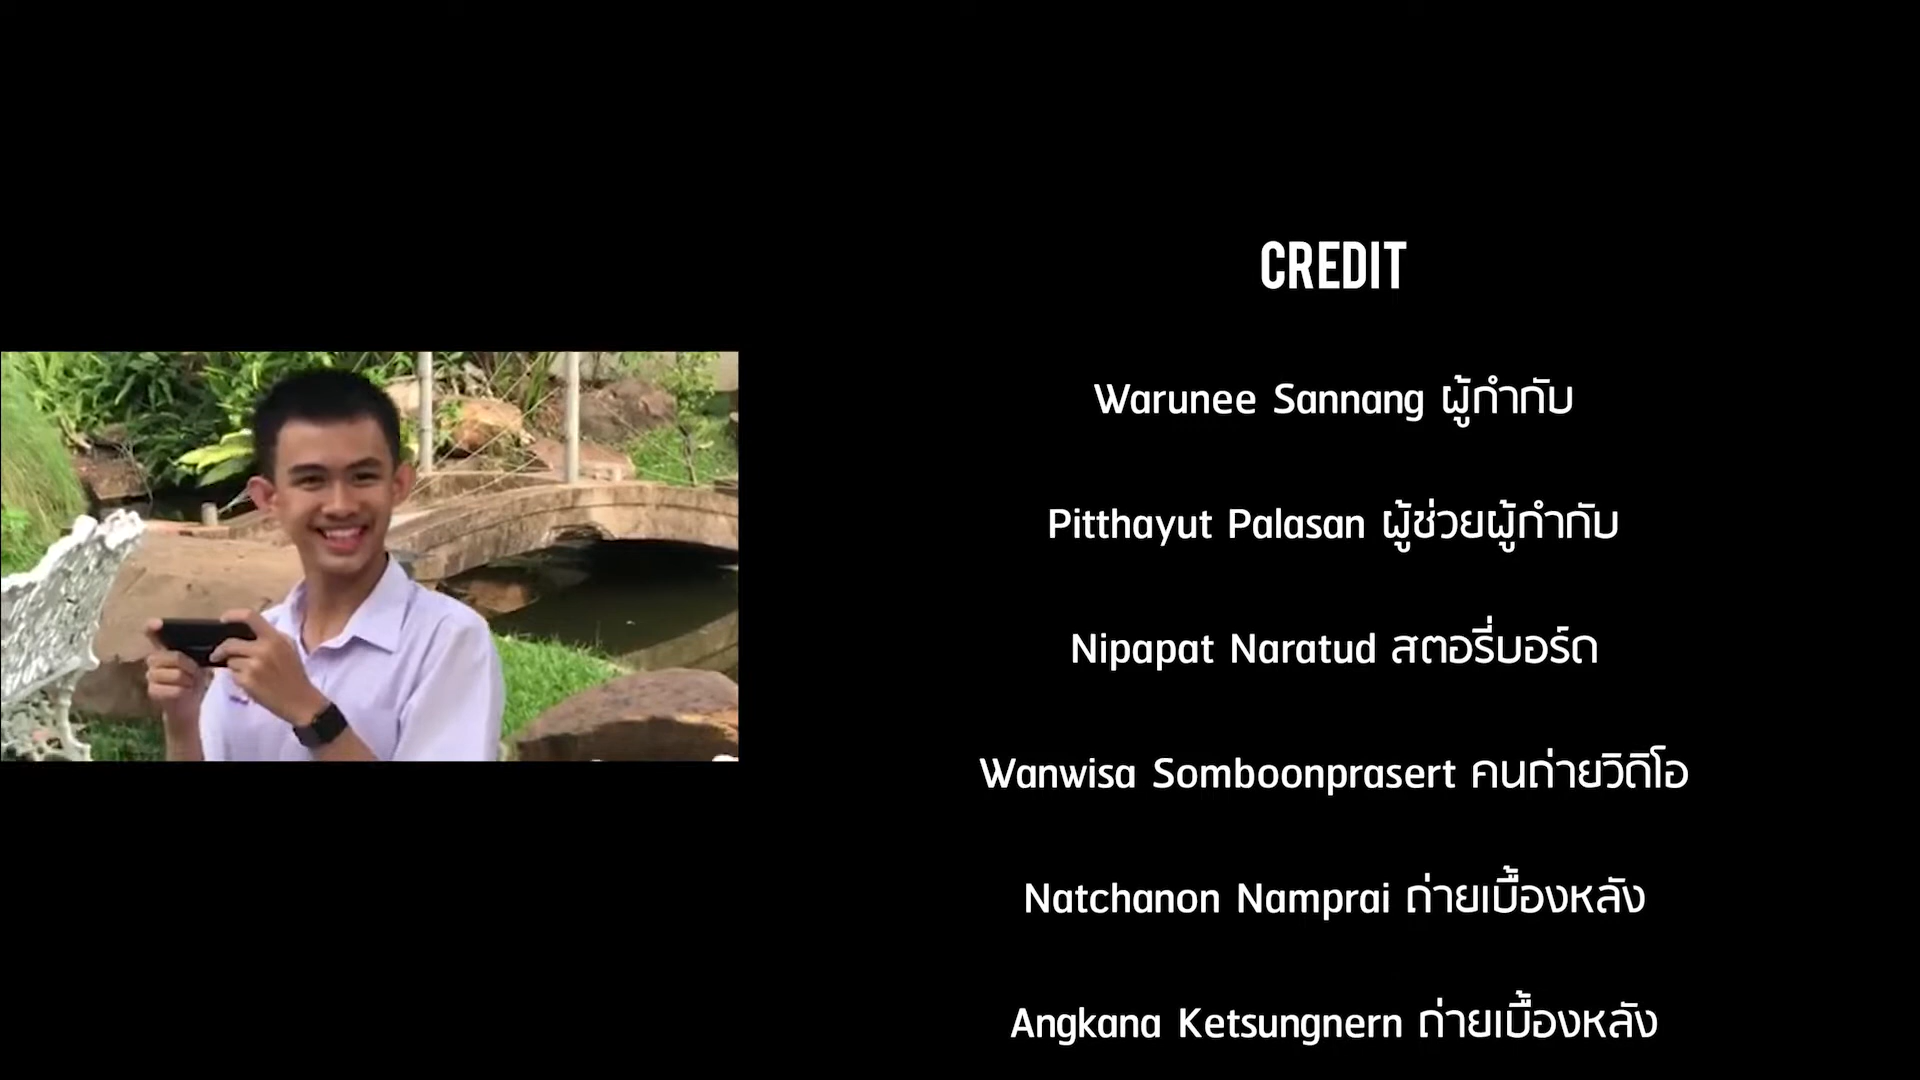 CREDIT
Warunee Sannang ผู้กำกับ
Pitthayut Palasan ผู้ช่วยผู้กำกับ
Nipapat Naratud สตอรี่บอร์ด
Wanwisa Somboonprasert คนถ่ายวิดิโอ
Natchanon Namprai ถ่ายเบื้องหลัง
Angkana Ketsungnern ถ่ายเบื้องหลัง